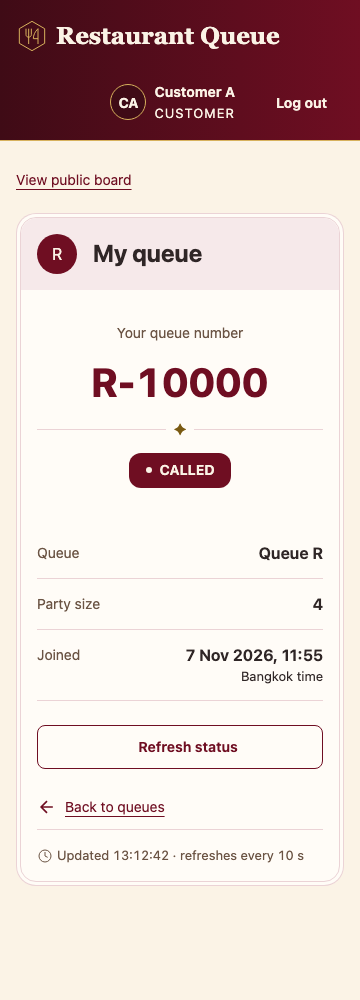 Restaurant Queue
CA
Customer A
CUSTOMER
Log out
View public board
R
My queue
Your queue number
R-10000
CALLED
Queue
Queue R
Party size
4
Joined
7 Nov 2026, 11:55
Bangkok time
Refresh status
Back to queues
Updated 13:12:42 · refreshes every 10 s